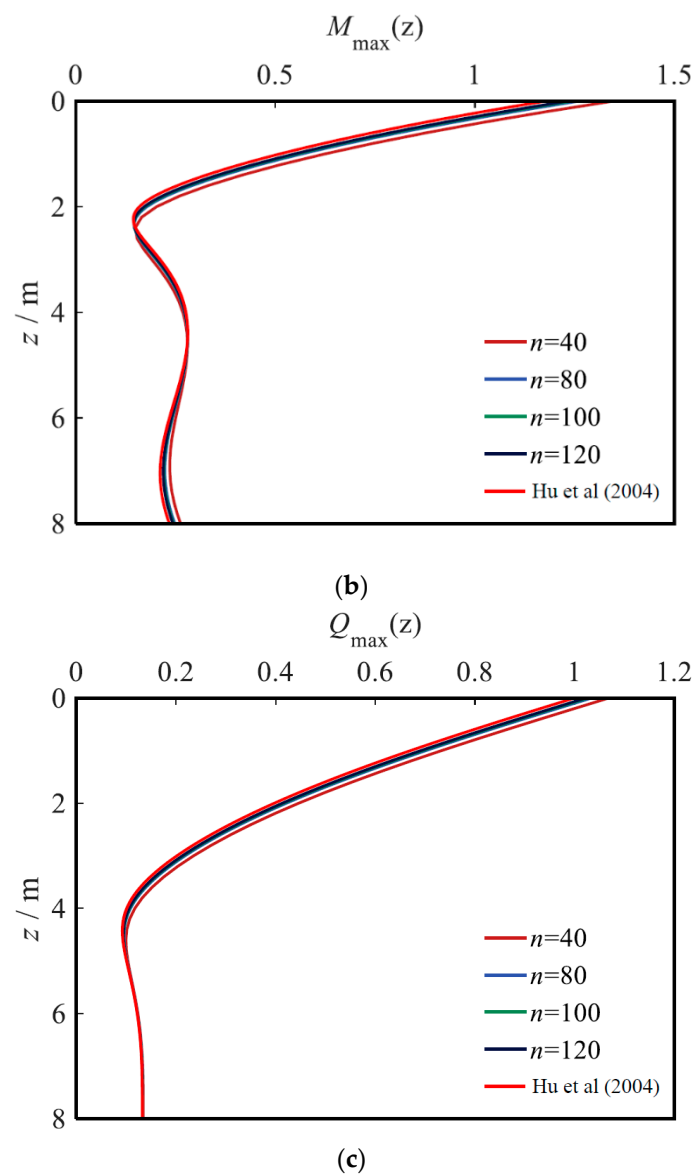 M_max(z)
0 0.5 1 1.5
0
2
z / m
4
6
8
n=40
n=80
n=100
n=120
Hu et al (2004)
(b)
Q_max(z)
0 0.2 0.4 0.6 0.8 1 1.2
0
2
z / m
4
6
8
n=40
n=80
n=100
n=120
Hu et al (2004)
(c)